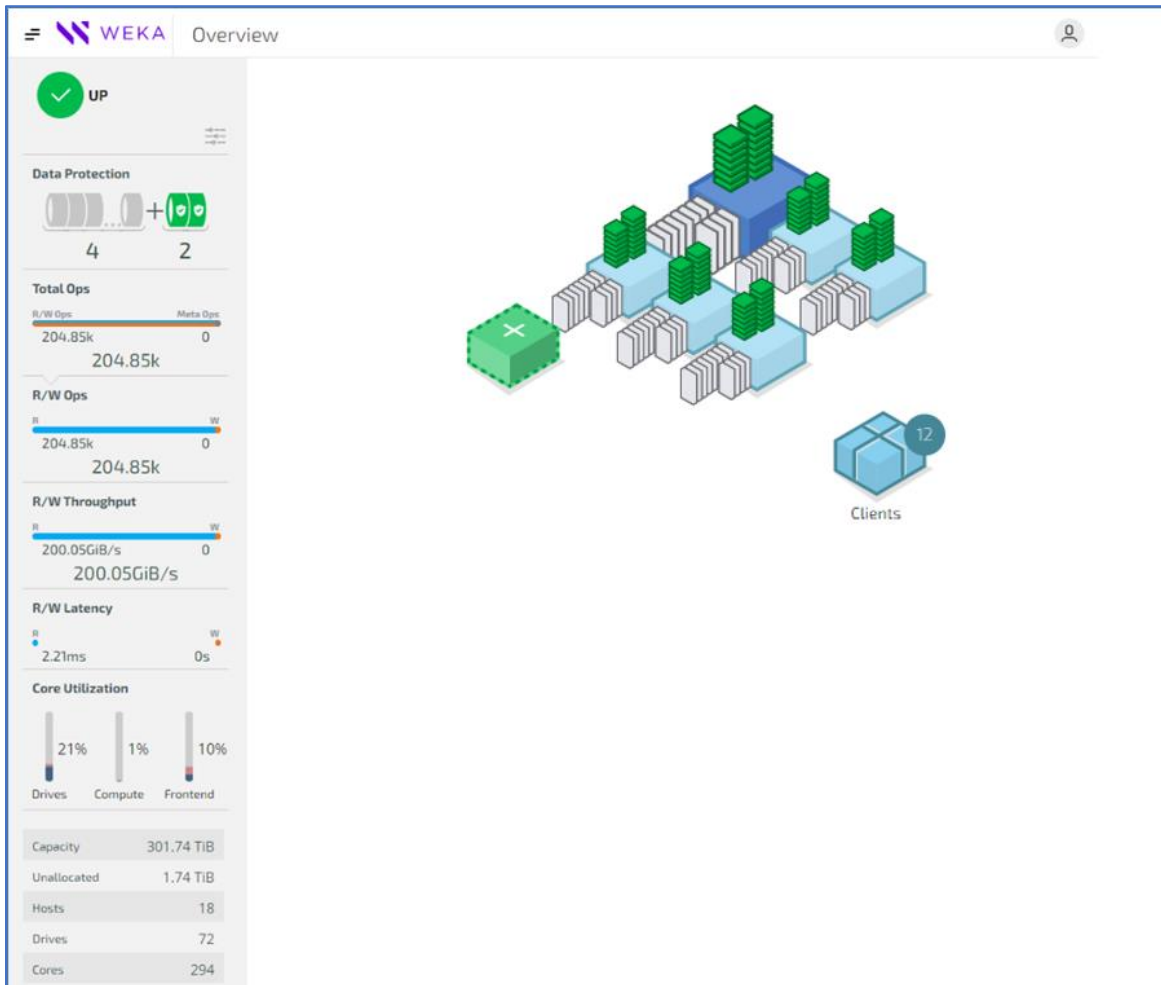 WEKA Overview
UP
Data Protection
...+
4 2
Total Ops
R/W Ops Meta Ops
204.85k 0
204.85k
R/W Ops
R W
204.85k 0
204.85k
R/W Throughput
R W
200.05GiB/s 0
200.05GiB/s
R/W Latency
R W
2.21ms 0s
Core Utilization
21% 1% 10%
Drives Compute Frontend
Capacity 301.74 TiB
Unallocated 1.74 TiB
Hosts 18
Drives 72
Cores 294
12
Clients